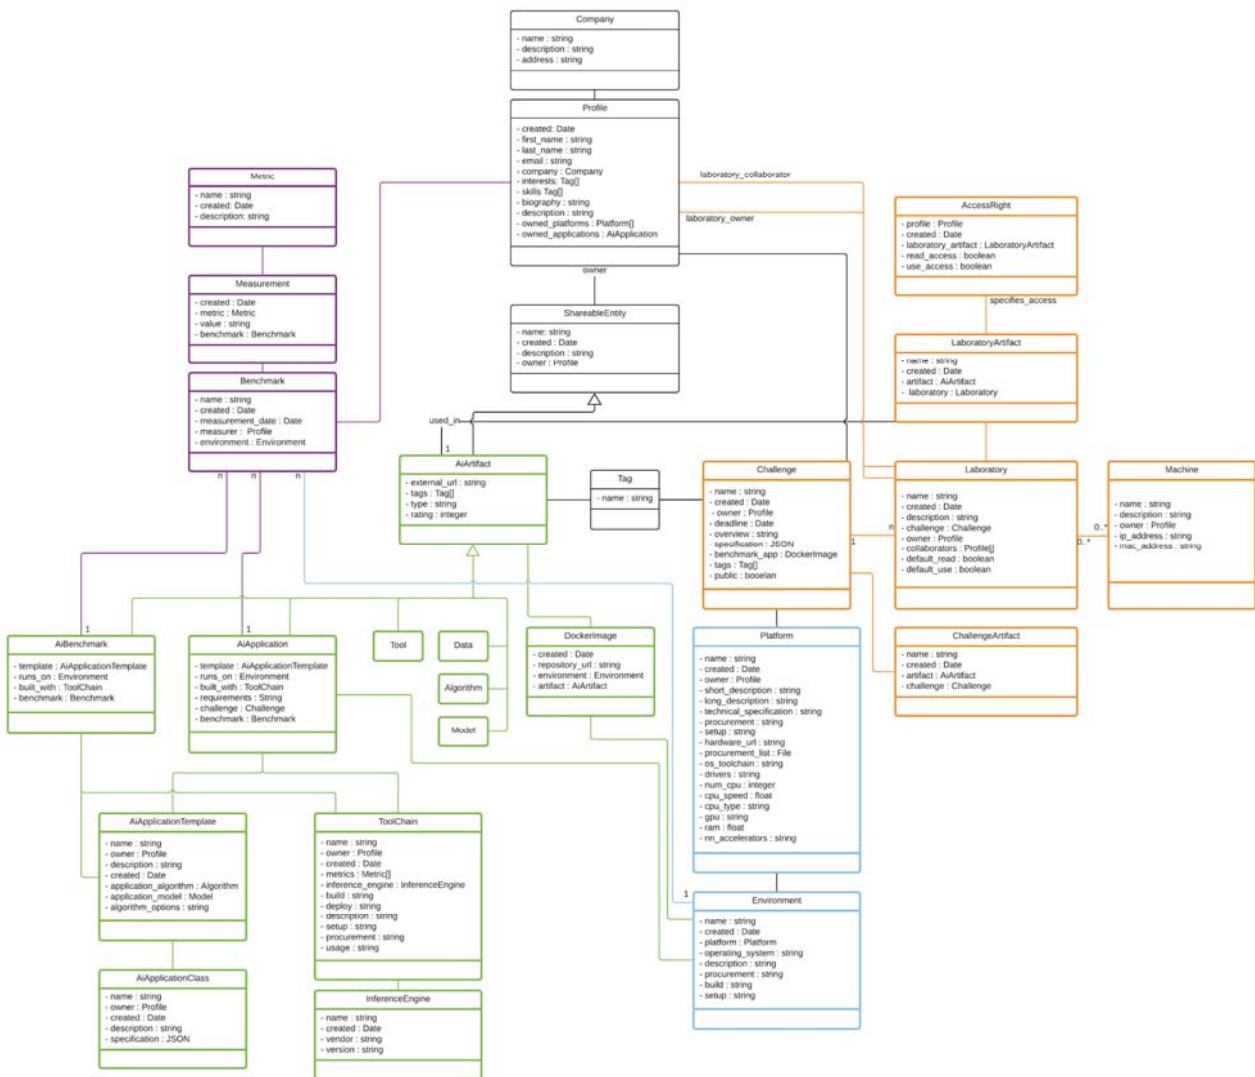 Company
- name : string
- description : string
- address : string
Profile
- created: Date
- first_name : string
- last_name : string
- email : string
- company : Company
- interests: Tag[]
- skills Tag[]
- biography : string
- description : string
- owned_platforms : Platform[]
- owned_applications : AiApplication
laboratory_collaborator
laboratory_owner
owner
Metric
- name : string
- created: Date
- description: string
Measurement
- created : Date
- metric : Metric
- value : string
- benchmark : Benchmark
Benchmark
- name : string
- created : Date
- measurement_date : Date
- measurer : Profile
- environment : Environment
n
n
n
ShareableEntity
- name: string
- created : Date
- description : string
- owner : Profile
AccessRight
- profile : Profile
- created : Date
- laboratory_artifact : LaboratoryArtifact
- read_access : boolean
- use_access : boolean
specifies_access
LaboratoryArtifact
- name : string
- created : Date
- artifact : AiArtifact
- laboratory : Laboratory
used_in
1
AiArtifact
- external_url : string
- tags : Tag[]
- type : string
- rating : integer
Tag
- name : string
Challenge
- name : string
- created : Date
- owner : Profile
- deadline : Date
- overview : string
- specification : JSON
- benchmark_app : DockerImage
- tags : Tag[]
- public : booelan
1
n
Laboratory
- name : string
- created : Date
- description : string
- challenge : Challenge
- owner : Profile
- collaborators : Profile[]
- default_read : boolean
- default_use : boolean
0..*
0..*
Machine
- name : string
- description : string
- owner : Profile
- ip_address : string
- mac_address : string
1
AiBenchmark
- template : AiApplicationTemplate
- runs_on : Environment
- built_with : ToolChain
- benchmark : Benchmark
1
AiApplication
- template : AiApplicationTemplate
- runs_on : Environment
- built_with : ToolChain
- requirements : String
- challenge : Challenge
- benchmark : Benchmark
Tool
Data
Algorithm
Model
DockerImage
- created : Date
- repository_url : string
- environment : Environment
- artifact : AiArtifact
Platform
- name : string
- created : Date
- owner : Profile
- short_description : string
- long_description : string
- technical_specification : string
- procurement : string
- setup : string
- hardware_url : string
- procurement_list : File
- os_toolchain : string
- drivers : string
- num_cpu : integer
- cpu_speed : float
- cpu_type : string
- gpu : string
- ram : float
- nn_accelerators : string
ChallengeArtifact
- name : string
- created : Date
- artifact : AiArtifact
- challenge : Challenge
AiApplicationTemplate
- name : string
- owner : Profile
- description : string
- created : Date
- application_algorithm : Algorithm
- application_model : Model
- algorithm_options : string
ToolChain
- name : string
- owner : Profile
- created : Date
- metrics : Metric[]
- inference_engine : InferenceEngine
- build : string
- deploy : string
- description : string
- setup : string
- procurement : string
- usage : string
1
Environment
- name : string
- created : Date
- platform : Platform
- operating_system : string
- description : string
- procurement : string
- build : string
- setup : string
AiApplicationClass
- name : string
- owner : Profile
- created : Date
- description : string
- specification : JSON
InferenceEngine
- name : string
- created : Date
- vendor : string
- version : string